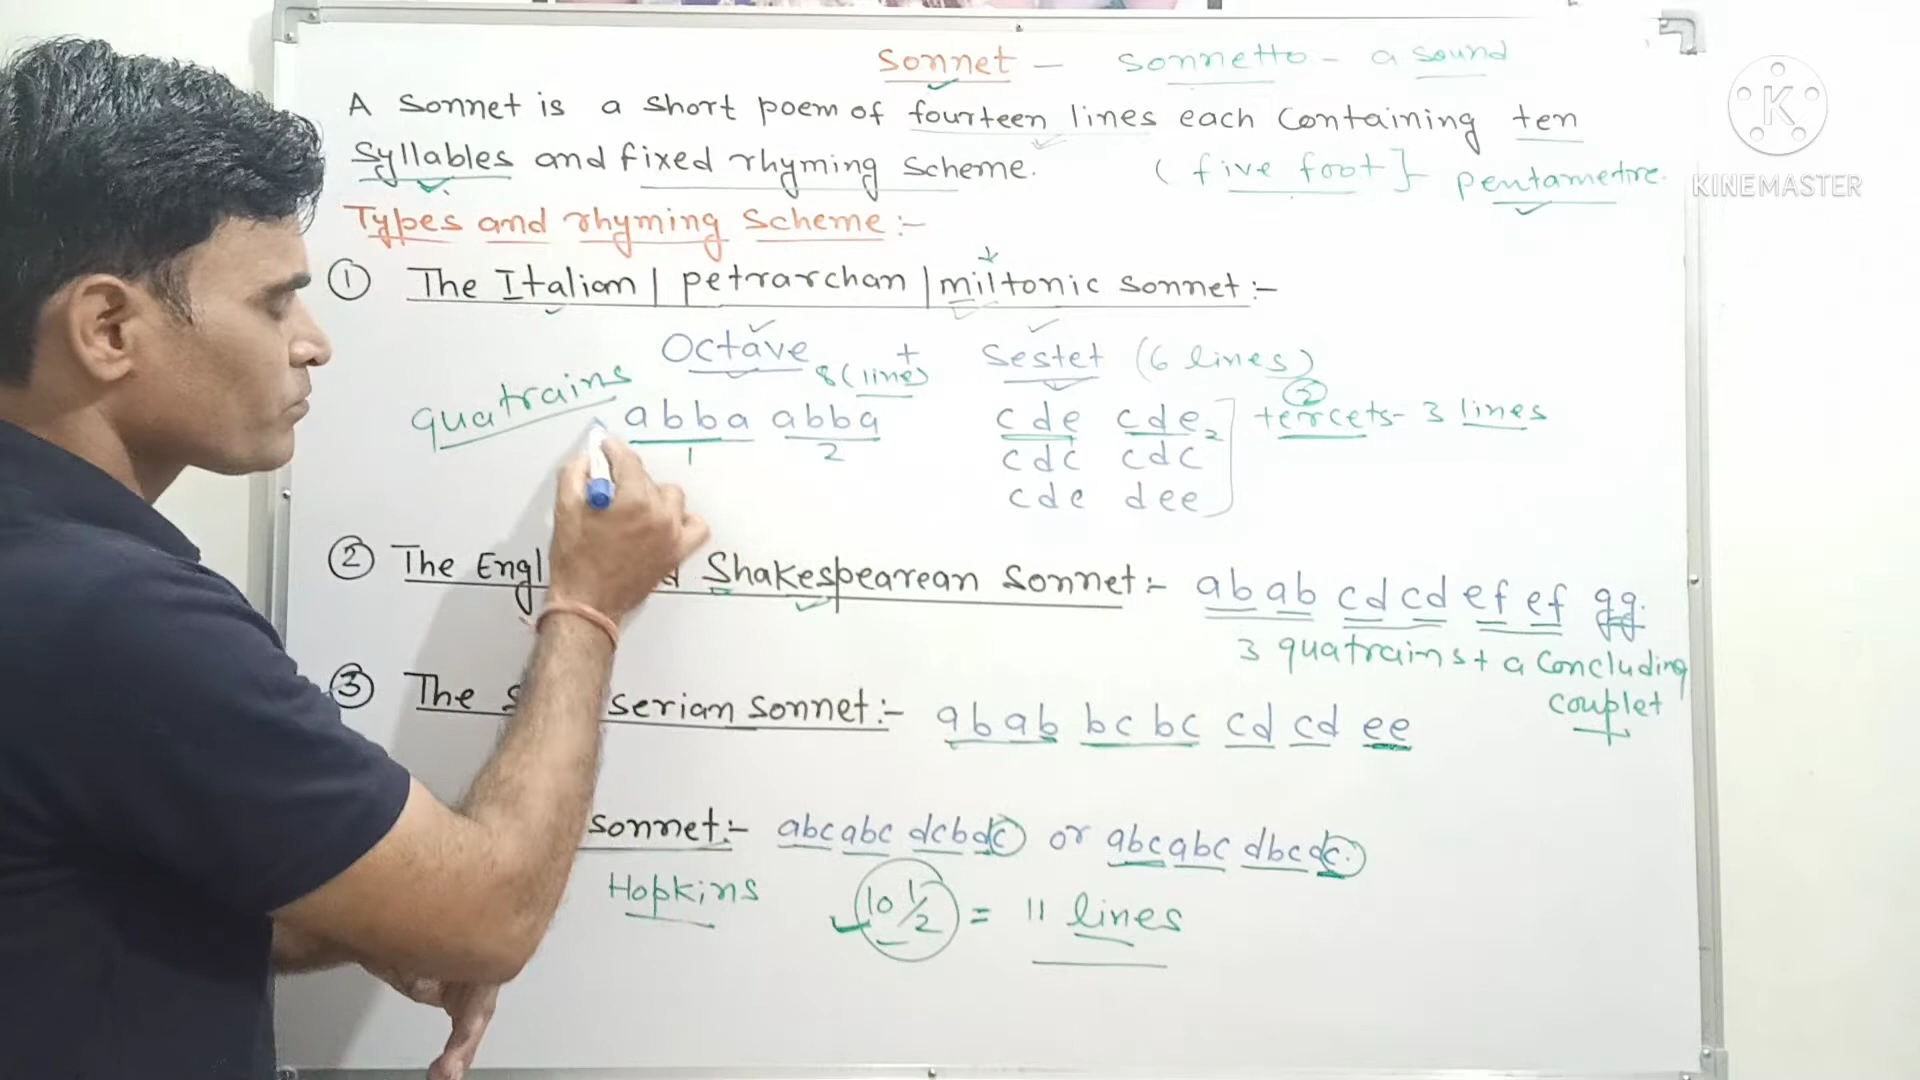 Sonnet - Sonnetto - a sound
A Sonnet is a short poem of fourteen lines each containing ten
Syllables and fixed rhyming scheme. (five foot] pentametre.
KINEMASTER
Types and rhyming Scheme:-
① The Italian | petrarchan | miltonic sonnet:-
Octave 8(line) + Sestet (6 lines)
quatrains abba abba cde cde 2 tercets- 3 lines
1 2 cdc cdc
cde dee
② The Shakespearean Sonnet:- abab cdcd efef gg.
3 quatrains + a Concluding
couplet
③ The serian sonnet:- abab bcbc cdcd ee
sonnet:- abcabc dcbdc or abcabc dbcdc.
Hopkins 10 1/2 = 11 lines